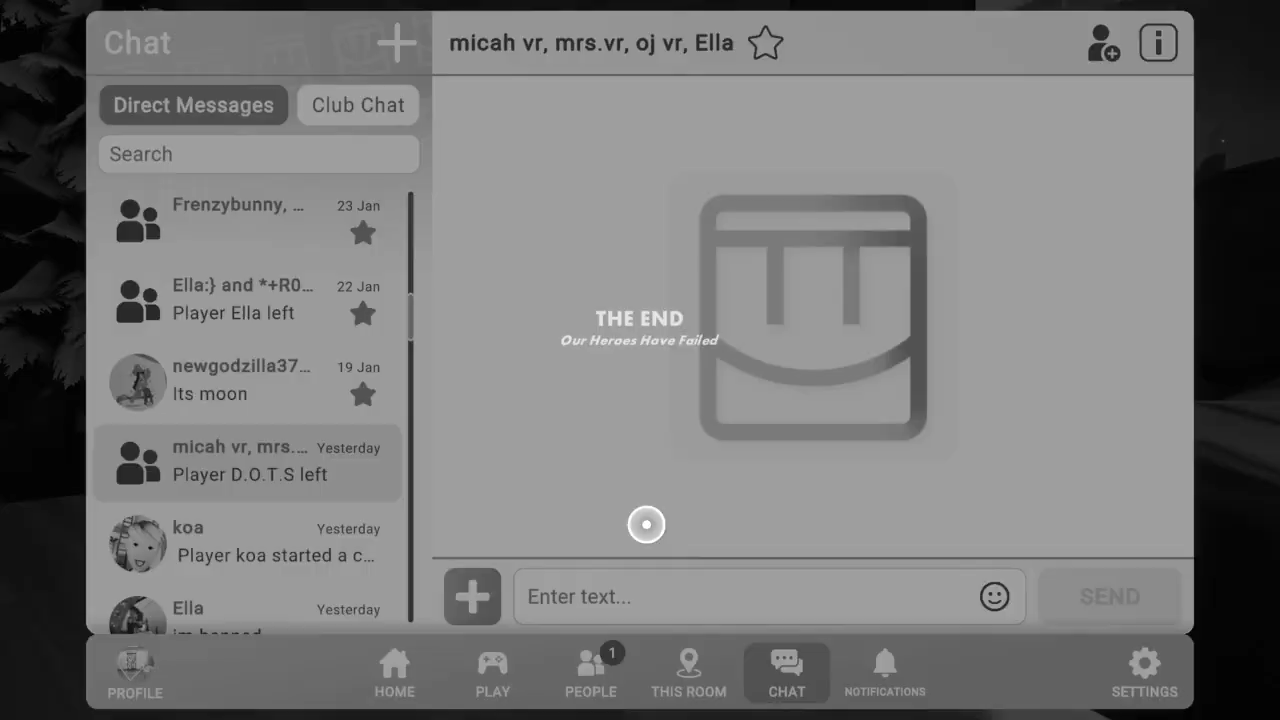 Chat
micah vr, mrs.vr, oj vr, Ella
Direct Messages
Club Chat
Search
Frenzybunny, ...
23 Jan
Ella:} and *+R0...
22 Jan
Player Ella left
newgodzilla37...
19 Jan
Its moon
micah vr, mrs....
Yesterday
Player D.O.T.S left
koa
Yesterday
Player koa started a c...
Ella
Yesterday
THE END
Our Heroes Have Failed
Enter text...
SEND
PROFILE
HOME
PLAY
1
PEOPLE
THIS ROOM
CHAT
NOTIFICATIONS
SETTINGS